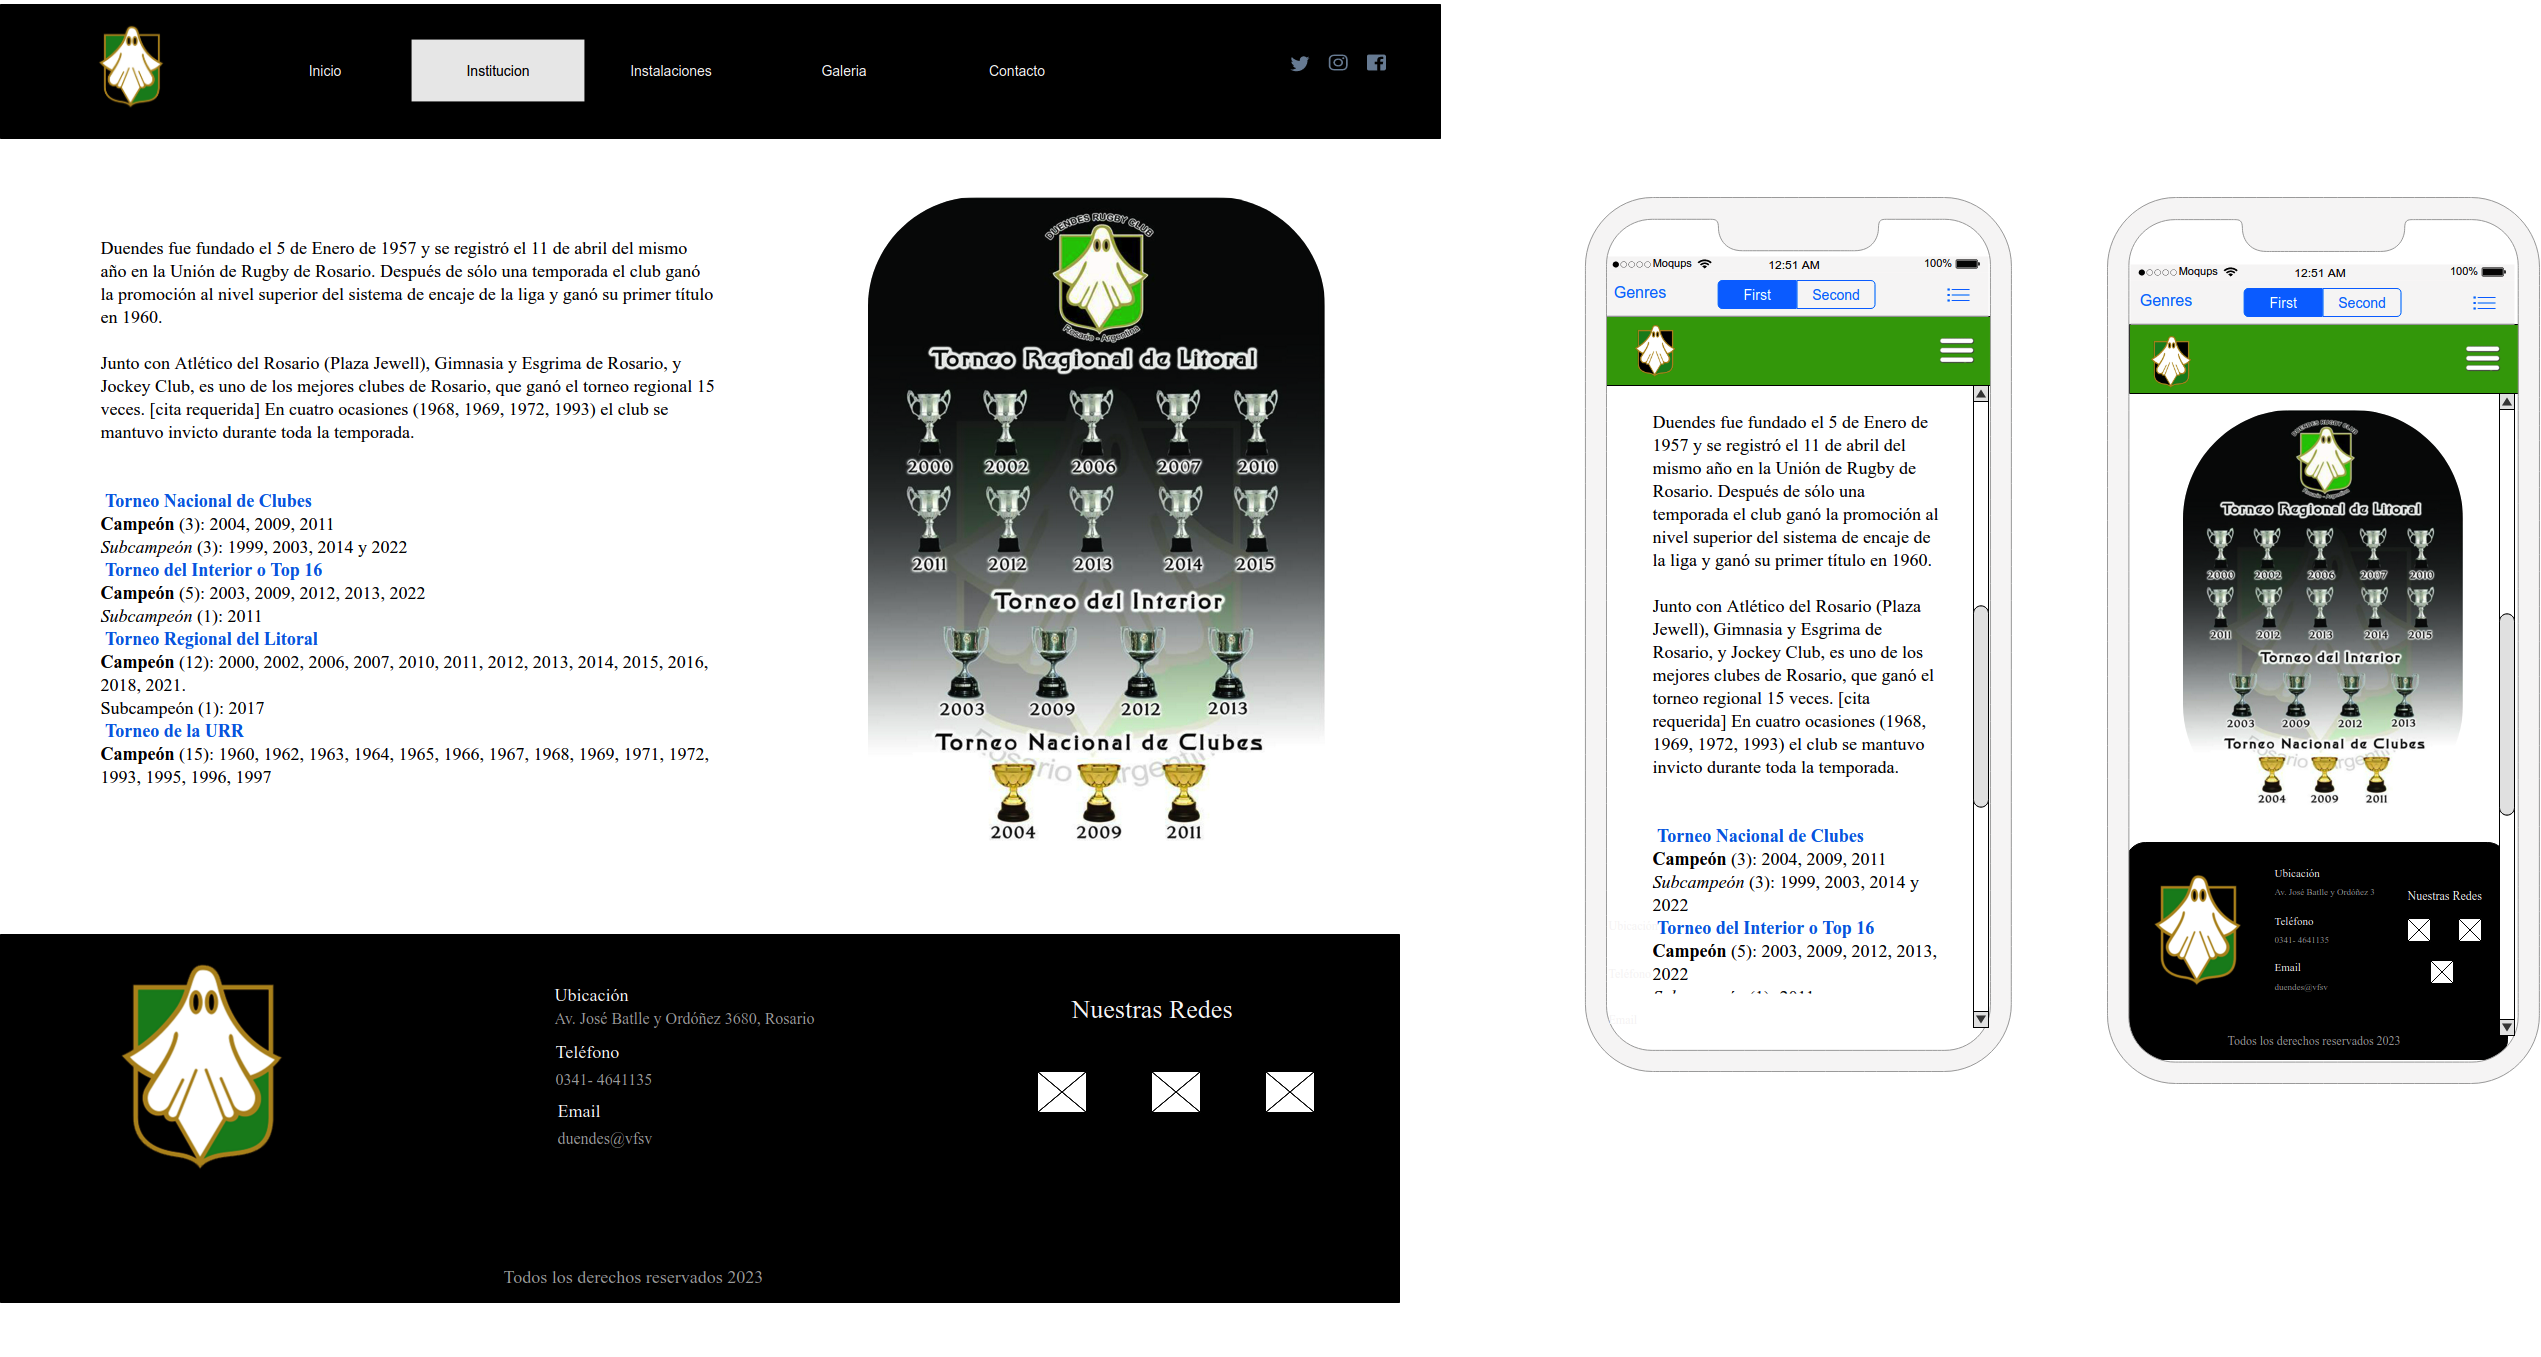 Inicio
Institucion
Instalaciones
Galeria
Contacto
Duendes fue fundado el 5 de Enero de 1957 y se registró el 11 de abril del mismo
año en la Unión de Rugby de Rosario. Después de sólo una temporada el club ganó
la promoción al nivel superior del sistema de encaje de la liga y ganó su primer título
en 1960.
Junto con Atlético del Rosario (Plaza Jewell), Gimnasia y Esgrima de Rosario, y
Jockey Club, es uno de los mejores clubes de Rosario, que ganó el torneo regional 15
veces. [cita requerida] En cuatro ocasiones (1968, 1969, 1972, 1993) el club se
mantuvo invicto durante toda la temporada.
Torneo Nacional de Clubes
Campeón (3): 2004, 2009, 2011
Subcampeón (3): 1999, 2003, 2014 y 2022
Torneo del Interior o Top 16
Campeón (5): 2003, 2009, 2012, 2013, 2022
Subcampeón (1): 2011
Torneo Regional del Litoral
Campeón (12): 2000, 2002, 2006, 2007, 2010, 2011, 2012, 2013, 2014, 2015, 2016,
2018, 2021.
Subcampeón (1): 2017
Torneo de la URR
Campeón (15): 1960, 1962, 1963, 1964, 1965, 1966, 1967, 1968, 1969, 1971, 1972,
1993, 1995, 1996, 1997
DUENDES RUGBY CLUB
Rosario - Argentina
Torneo Regional de Litoral
2000 2002 2006 2007 2010
2011 2012 2013 2014 2015
Torneo del Interior
2003 2009 2012 2013
Torneo Nacional de Clubes
Rosario Argentin
2004 2009 2011
Ubicación
Av. José Batlle y Ordóñez 3680, Rosario
Teléfono
0341- 4641135
Email
duendes@vfsv
Nuestras Redes
Todos los derechos reservados 2023
Moqups 12:51 AM 100%
Genres First Second
Duendes fue fundado el 5 de Enero de
1957 y se registró el 11 de abril del
mismo año en la Unión de Rugby de
Rosario. Después de sólo una
temporada el club ganó la promoción al
nivel superior del sistema de encaje de
la liga y ganó su primer título en 1960.
Junto con Atlético del Rosario (Plaza
Jewell), Gimnasia y Esgrima de
Rosario, y Jockey Club, es uno de los
mejores clubes de Rosario, que ganó el
torneo regional 15 veces. [cita
requerida] En cuatro ocasiones (1968,
1969, 1972, 1993) el club se mantuvo
invicto durante toda la temporada.
Torneo Nacional de Clubes
Campeón (3): 2004, 2009, 2011
Subcampeón (3): 1999, 2003, 2014 y
2022
Torneo del Interior o Top 16
Campeón (5): 2003, 2009, 2012, 2013,
2022
Moqups 12:51 AM 100%
Genres First Second
DUENDES RUGBY CLUB
Rosario - Argentina
Torneo Regional de Litoral
2000 2002 2006 2007 2010
2011 2012 2013 2014 2015
Torneo del Interior
2003 2009 2012 2013
Torneo Nacional de Clubes
2004 2009 2011
Ubicación
Av. José Batlle y Ordóñez 3
Teléfono
0341- 4641135
Email
duendes@vfsv
Nuestras Redes
Todos los derechos reservados 2023